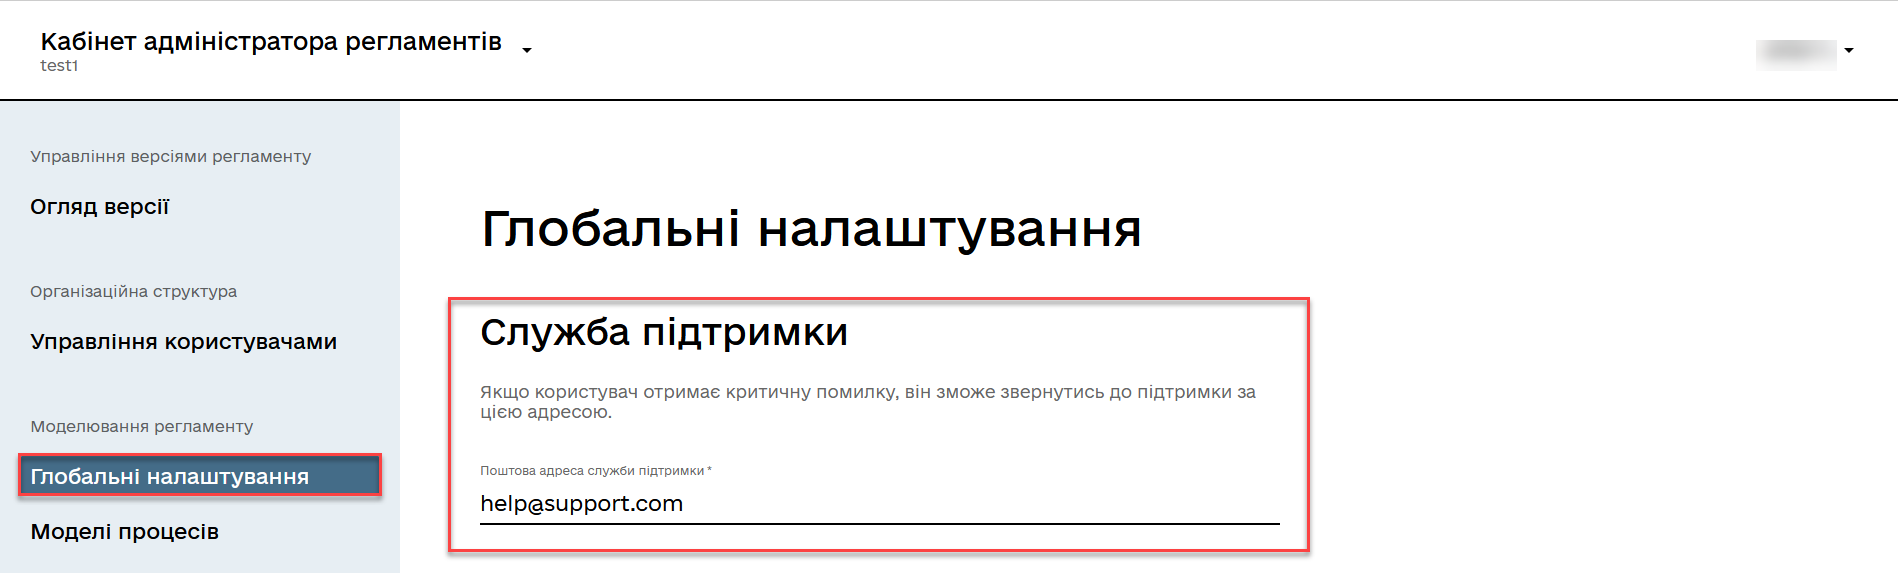 Кабінет адміністратора регламентів
test1
Управління версіями регламенту
Огляд версії
Організаційна структура
Управління користувачами
Моделювання регламенту
Глобальні налаштування
Моделі процесів
Глобальні налаштування
Служба підтримки
Якщо користувач отримає критичну помилку, він зможе звернутись до підтримки за
цією адресою.
Поштова адреса служби підтримки *
help@support.com